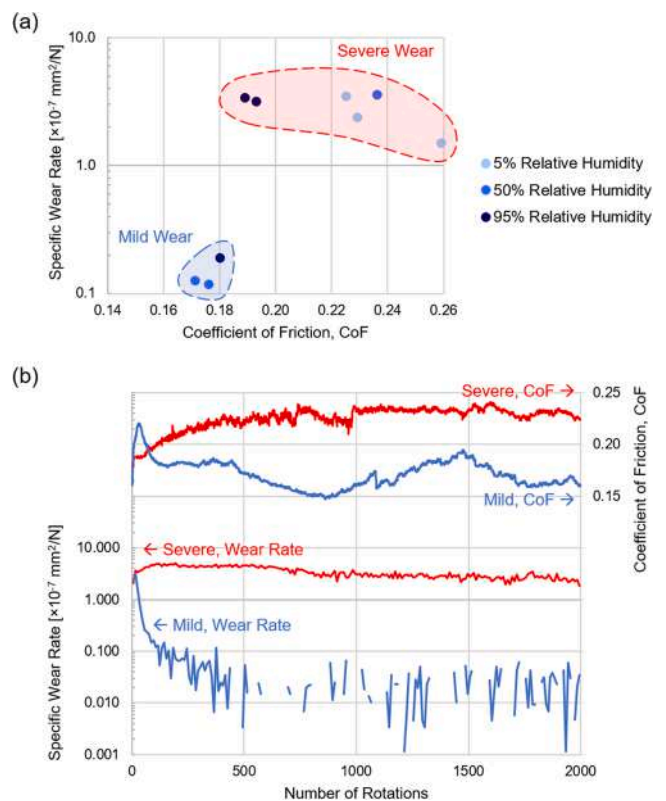 (a)
10.0
1.0
0.1
Specific Wear Rate [×10⁻⁷ mm²/N]
Severe Wear
Mild Wear
0.14 0.16 0.18 0.20 0.22 0.24 0.26
Coefficient of Friction, CoF
5% Relative Humidity
50% Relative Humidity
95% Relative Humidity
(b)
Severe, CoF →
Mild, CoF →
0.25
0.20
0.15
Coefficient of Friction, CoF
← Severe, Wear Rate
← Mild, Wear Rate
10.000
1.000
0.100
0.010
0.001
Specific Wear Rate [×10⁻⁷ mm²/N]
0 500 1000 1500 2000
Number of Rotations